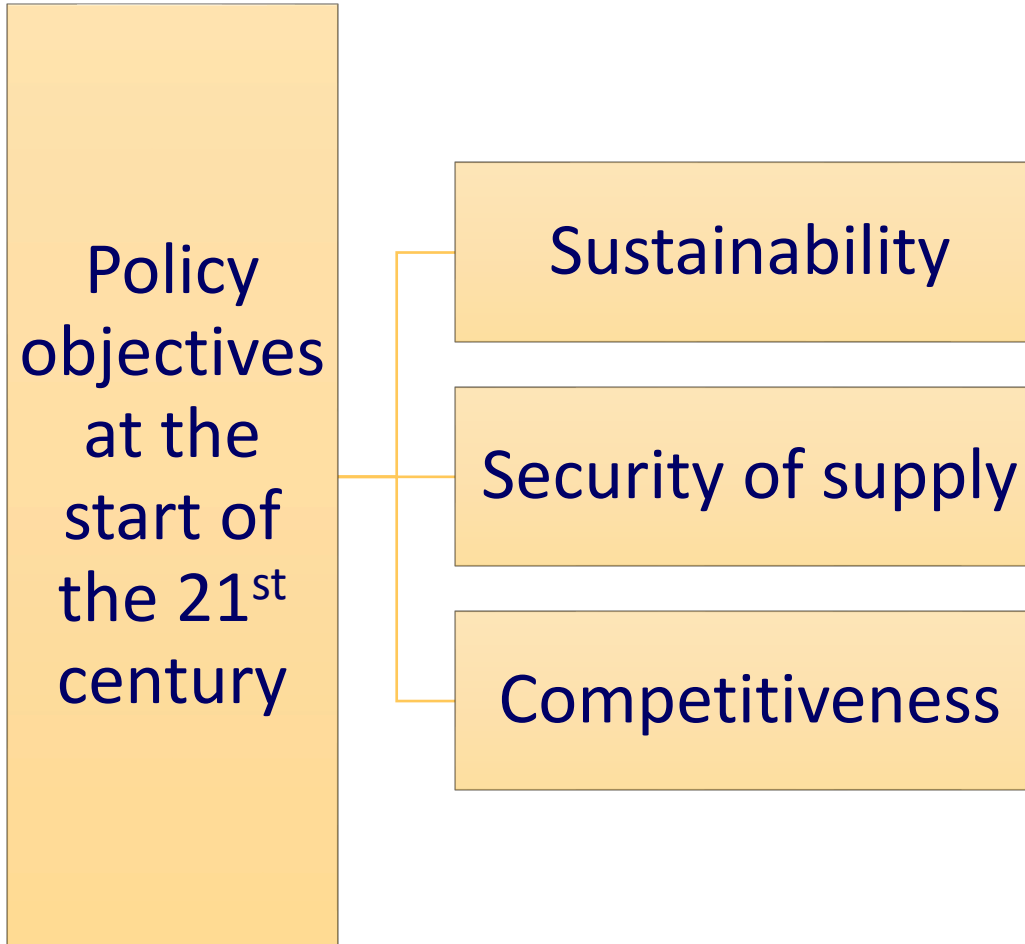 Policy
objectives
at the
start of
the 21st
century
Sustainability
Security of supply
Competitiveness